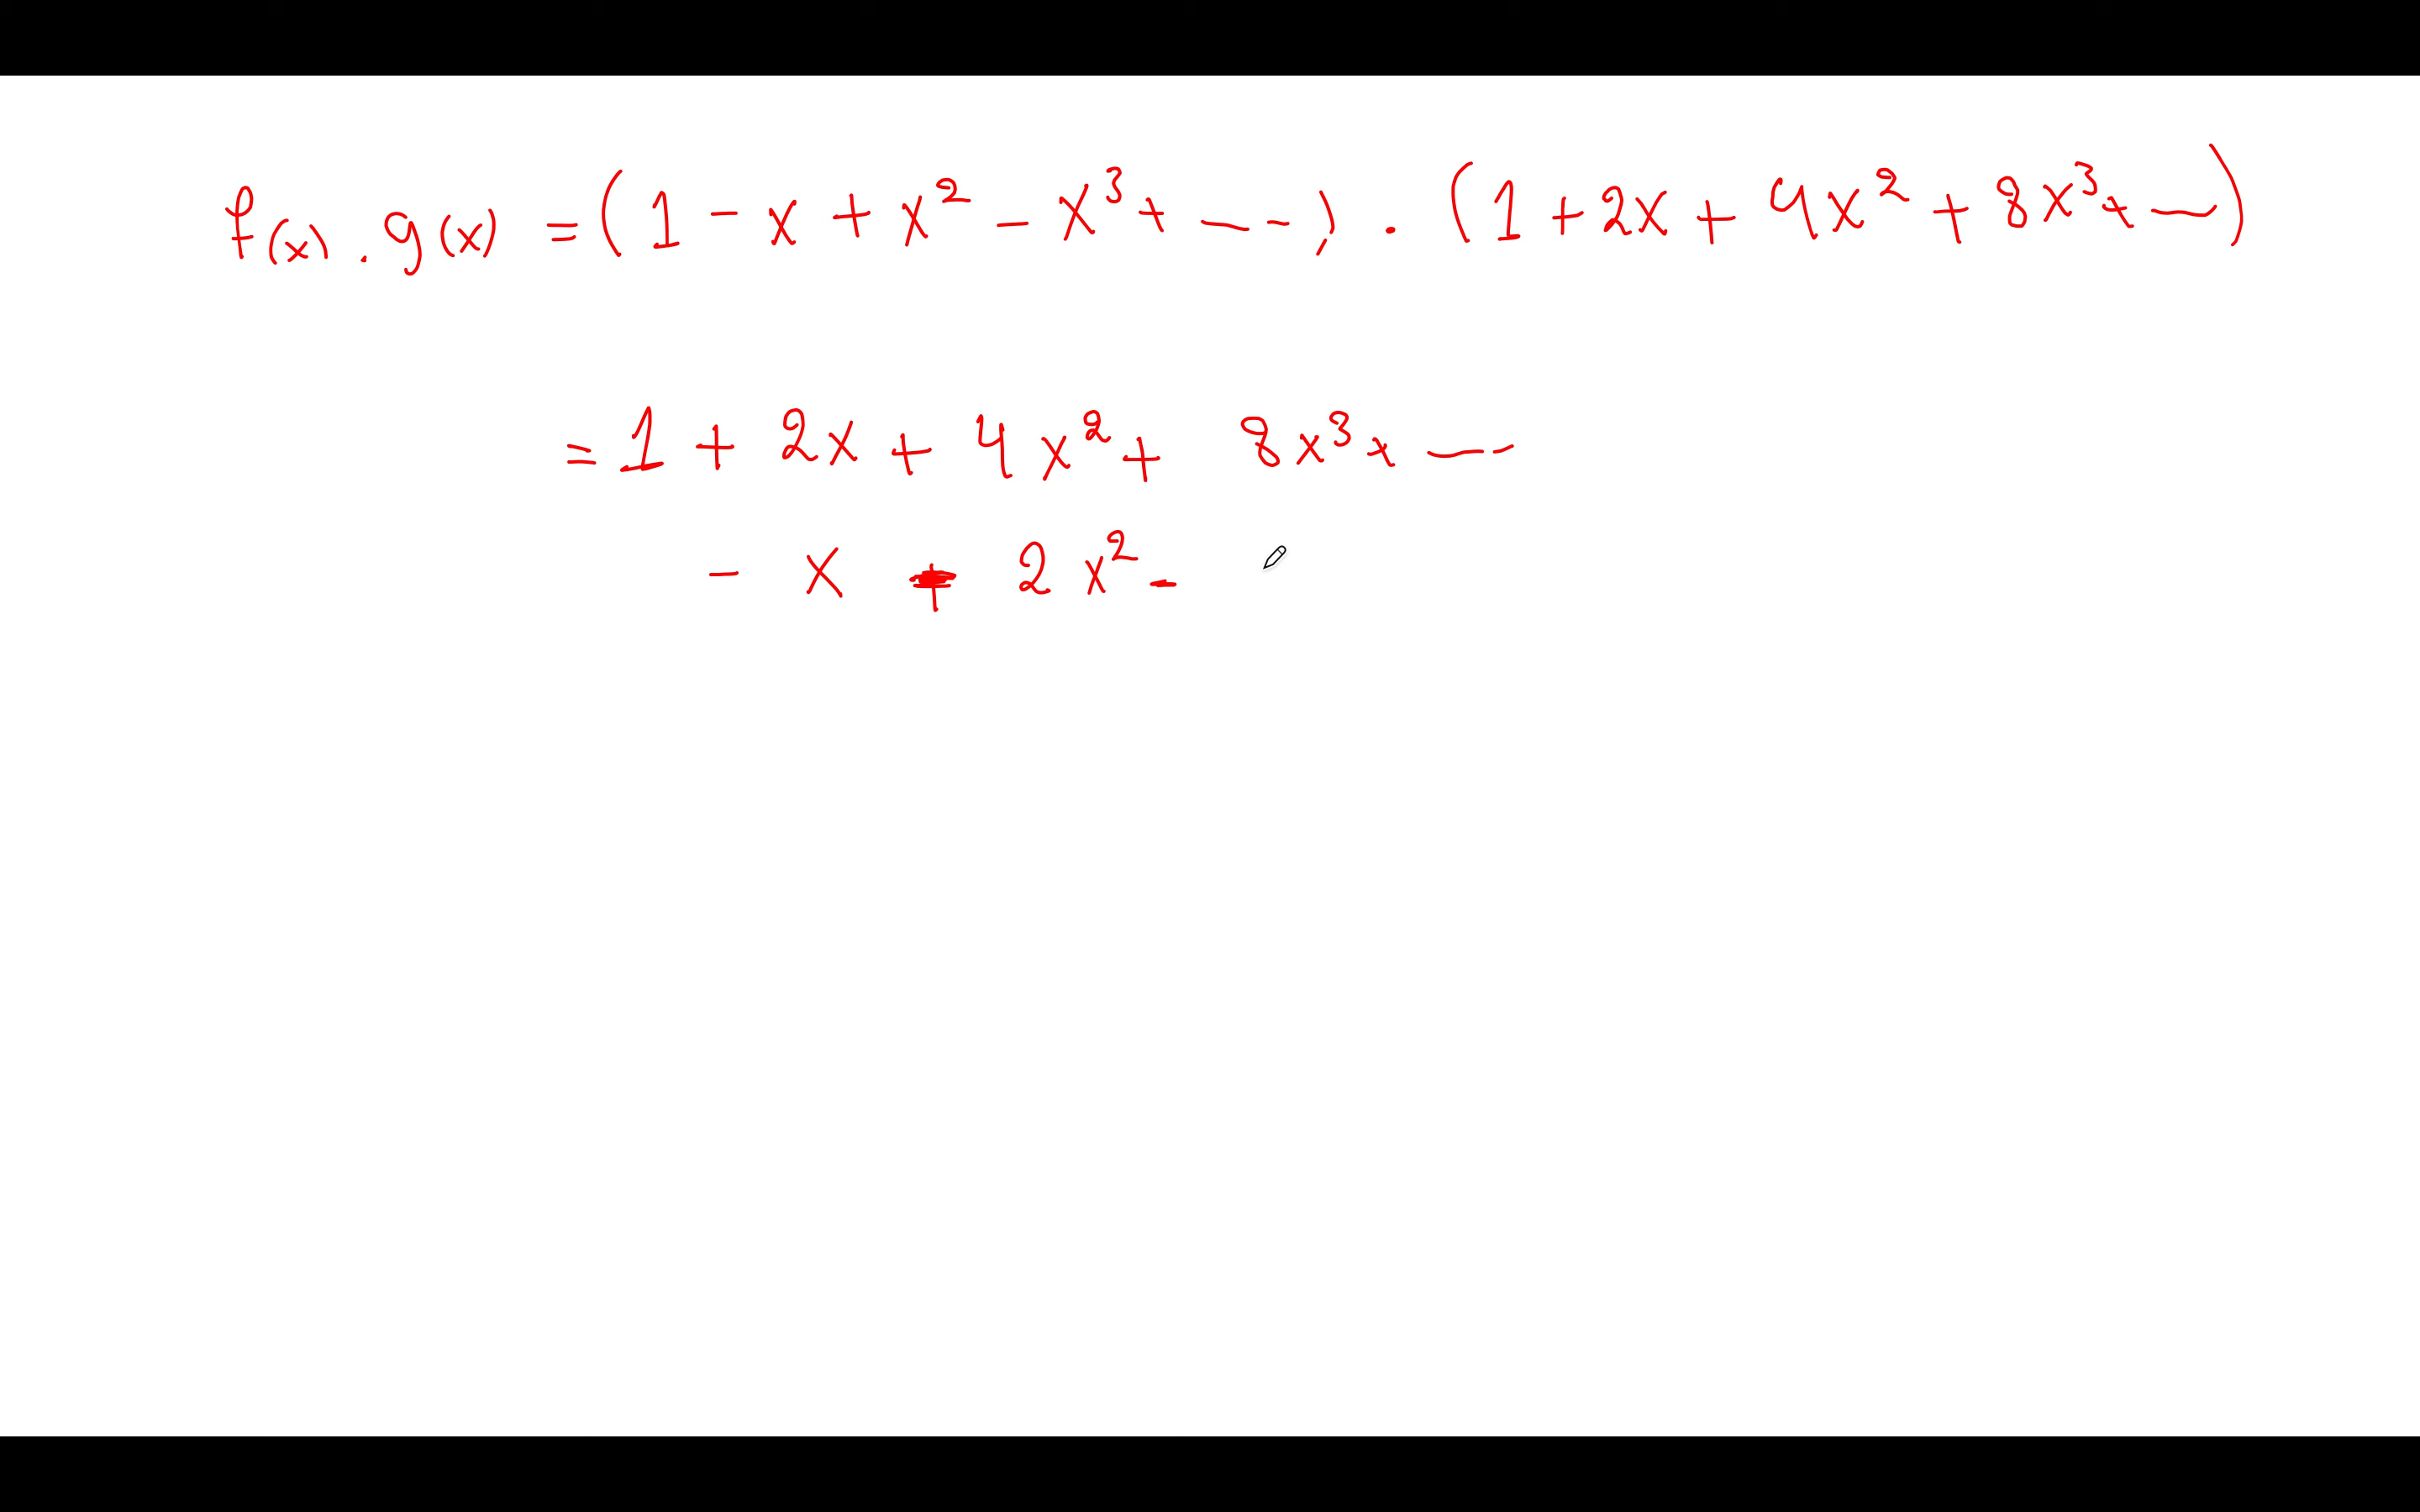 f(x) . g(x) = (1 - x + x² - x³ + ---) . (1 + 2x + 4x² + 8x³ + --)
= 1 + 2x + 4x² + 8x³ + ---
- x + 2x² -